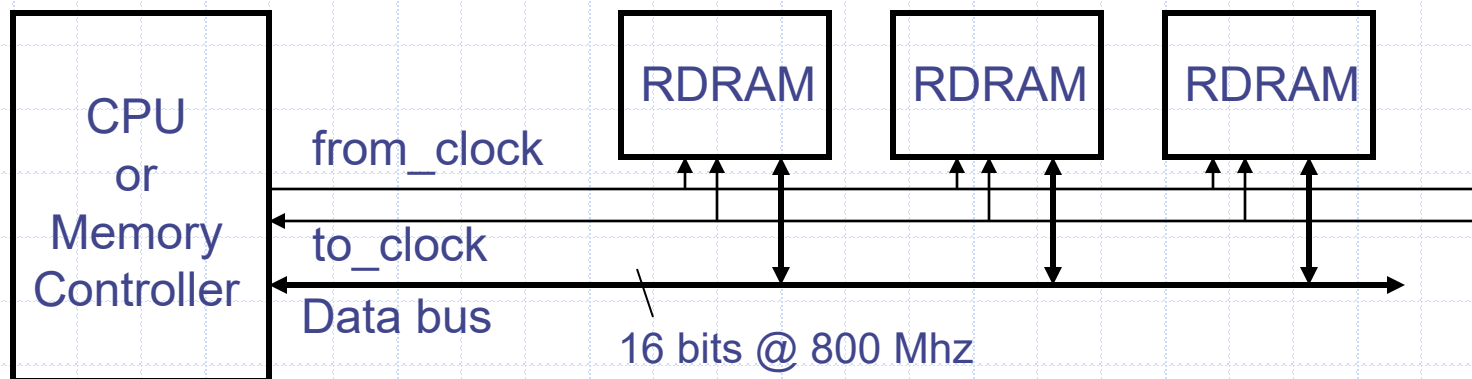 CPU
or
Memory
Controller
from_clock
to_clock
Data bus
RDRAM
RDRAM
RDRAM
16 bits @ 800 Mhz